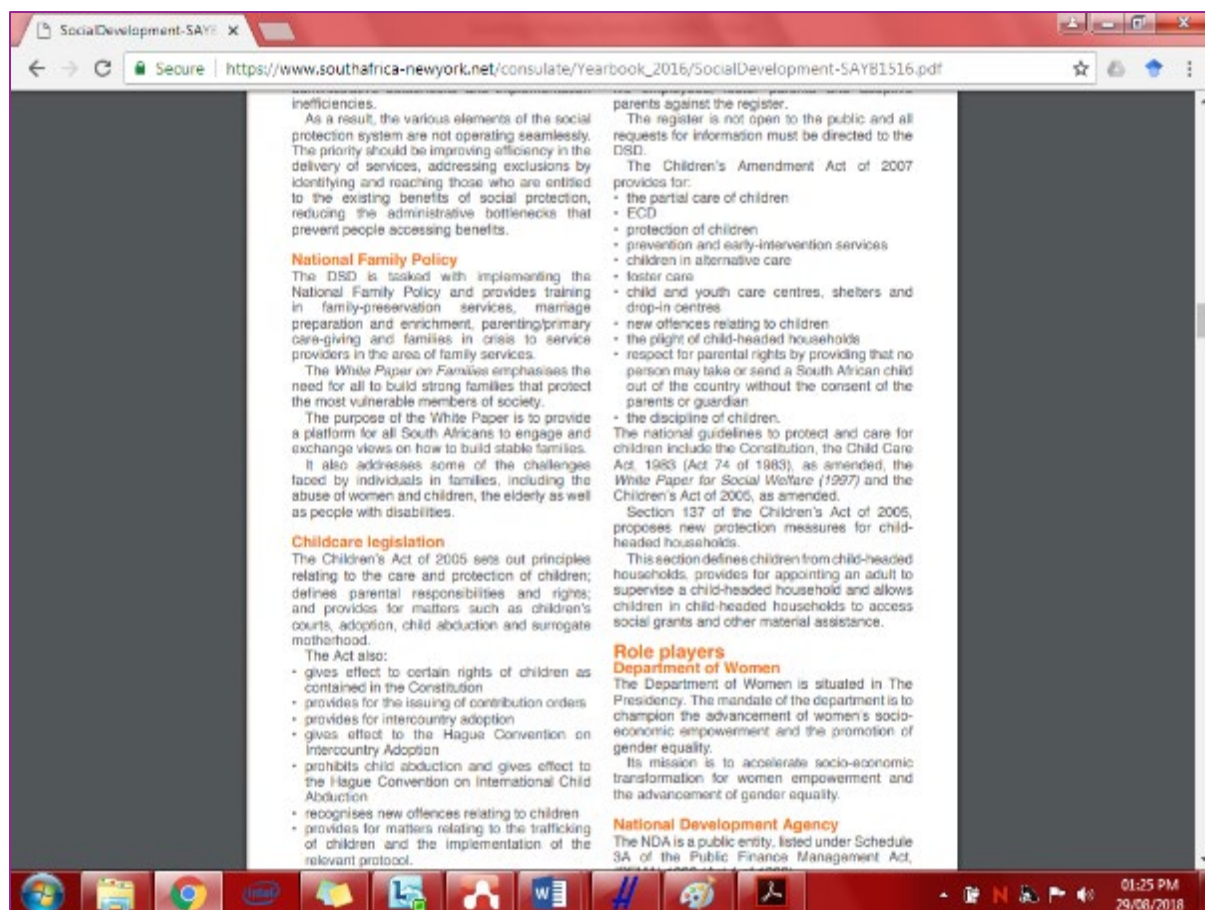 SocialDevelopment-SAYE
Secure
https://www.southafrica-newyork.net/consulate/Yearbook_2016/SocialDevelopment-SAYB1516.pdf
inefficiencies.
As a result, the various elements of the social
protection system are not operating seamlessly.
The priority should be improving efficiency in the
delivery of services, addressing exclusions by
identifying and reaching those who are entitled
to the existing benefits of social protection,
reducing the administrative bottlenecks that
prevent people accessing benefits.
National Family Policy
The DSD is tasked with implementing the
National Family Policy and provides training
in family-preservation services, marriage
preparation and enrichment, parenting/primary
care-giving and families in crisis to service
providers in the area of family services.
The White Paper on Families emphasises the
need for all to build strong families that protect
the most vulnerable members of society.
The purpose of the White Paper is to provide
a platform for all South Africans to engage and
exchange views on how to build stable families.
It also addresses some of the challenges
faced by individuals in families, including the
abuse of women and children, the elderly as well
as people with disabilities.
Childcare legislation
The Children's Act of 2005 sets out principles
relating to the care and protection of children;
defines parental responsibilities and rights;
and provides for matters such as children's
courts, adoption, child abduction and surrogate
motherhood.
The Act also:
• gives effect to certain rights of children as
contained in the Constitution
• provides for the issuing of contribution orders
• provides for intercountry adoption
• gives effect to the Hague Convention on
Intercountry Adoption
• prohibits child abduction and gives effect to
the Hague Convention on International Child
Abduction
• recognises new offences relating to children
• provides for matters relating to the trafficking
of children and the implementation of the
relevant protocol.
parents against the register.
The register is not open to the public and all
requests for information must be directed to the
DSD.
The Children's Amendment Act of 2007
provides for:
• the partial care of children
• ECD
• protection of children
• prevention and early-intervention services
• children in alternative care
• foster care
• child and youth care centres, shelters and
drop-in centres
• new offences relating to children
• the plight of child-headed households
• respect for parental rights by providing that no
person may take or send a South African child
out of the country without the consent of the
parents or guardian
• the discipline of children.
The national guidelines to protect and care for
children include the Constitution, the Child Care
Act, 1983 (Act 74 of 1983), as amended, the
White Paper for Social Welfare (1997) and the
Children's Act of 2005, as amended.
Section 137 of the Children's Act of 2005,
proposes new protection measures for child-
headed households.
This section defines children from child-headed
households, provides for appointing an adult to
supervise a child-headed household and allows
children in child-headed households to access
social grants and other material assistance.
Role players
Department of Women
The Department of Women is situated in The
Presidency. The mandate of the department is to
champion the advancement of women's socio-
economic empowerment and the promotion of
gender equality.
Its mission is to accelerate socio-economic
transformation for women empowerment and
the advancement of gender equality.
National Development Agency
The NDA is a public entity, listed under Schedule
3A of the Public Finance Management Act,
intel
01:25 PM
29/08/2018